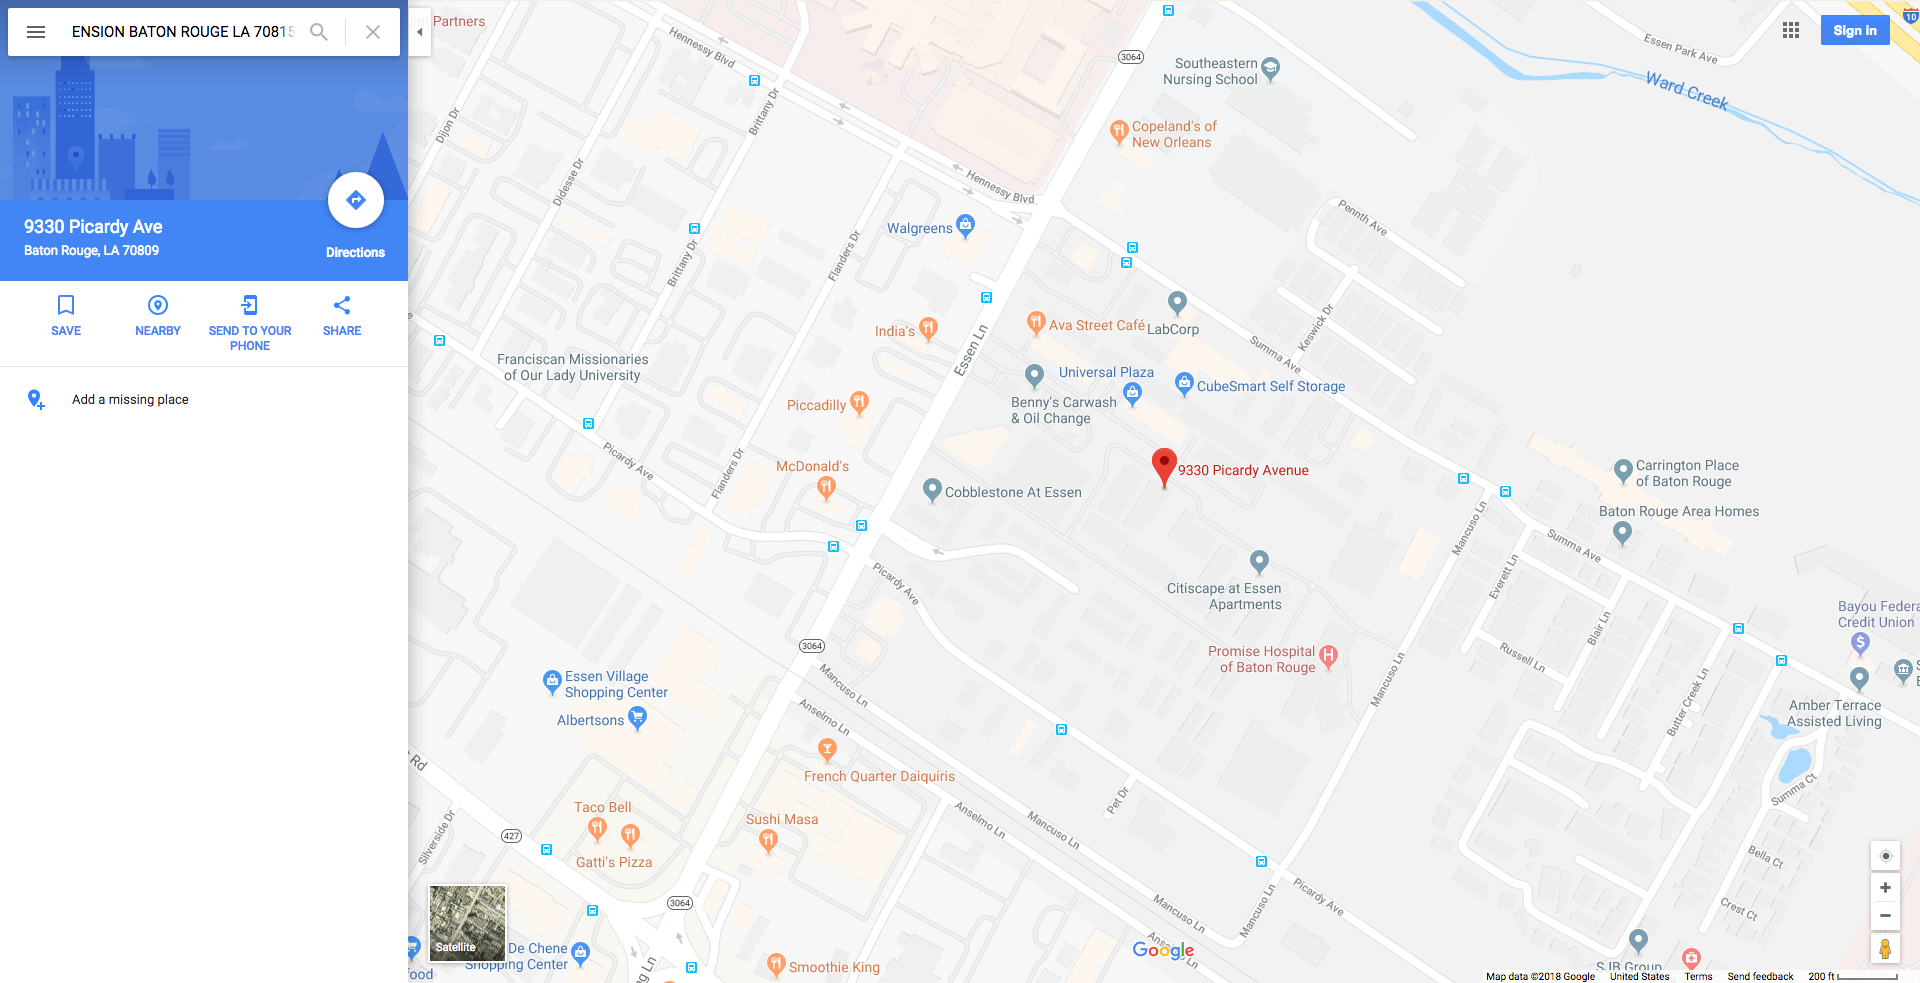 ENSION BATON ROUGE LA 70815
9330 Picardy Ave
Baton Rouge, LA 70809
Directions
SAVE
NEARBY
SEND TO YOUR
PHONE
SHARE
Add a missing place
Partners
Hennessy Blvd
3064
Southeastern
Nursing School
Essen Park Ave
10
Sign in
Ward Creek
Dijon Dr
Brittany Dr
Copeland's of
New Orleans
Didesse Dr
Hennessy Blvd
Pennth Ave
Walgreens
Brittany Dr
Flanders Dr
India's
Essen Ln
Ava Street Café
LabCorp
Keswick Dr
Summa Ave
Franciscan Missionaries
of Our Lady University
Universal Plaza
CubeSmart Self Storage
Benny's Carwash
& Oil Change
Piccadilly
Picardy Ave
Flanders Dr
McDonald's
9330 Picardy Avenue
Cobblestone At Essen
Carrington Place
of Baton Rouge
Baton Rouge Area Homes
Mancuso Ln
Summa Ave
Everett Ln
Picardy Ave
Citiscape at Essen
Apartments
Blair Ln
Bayou Federa
Credit Union
3064
Promise Hospital
of Baton Rouge
Russell Ln
Mancuso Ln
Mancuso Ln
Essen Village
Shopping Center
Albertsons
Anselmo Ln
Butter Creek Ln
Amber Terrace
Assisted Living
Rd
French Quarter Daiquiris
Pet Dr
Summa Ct
Taco Bell
Sushi Masa
Anselmo Ln
Mancuso Ln
Silverside Dr
427
Gatti's Pizza
Bella Ct
3064
Mancuso Ln
Mancuso Ln
Picardy Ave
Crest Ct
Satellite
De Chene
Shopping Center
food
Smoothie King
Google
SJB Group
Map data ©2018 Google
United States
Terms
Send feedback
200 ft